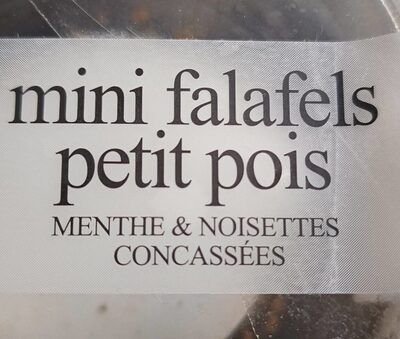 mini falafels
petit pois
MENTHE & NOISETTES
CONCASSÉES